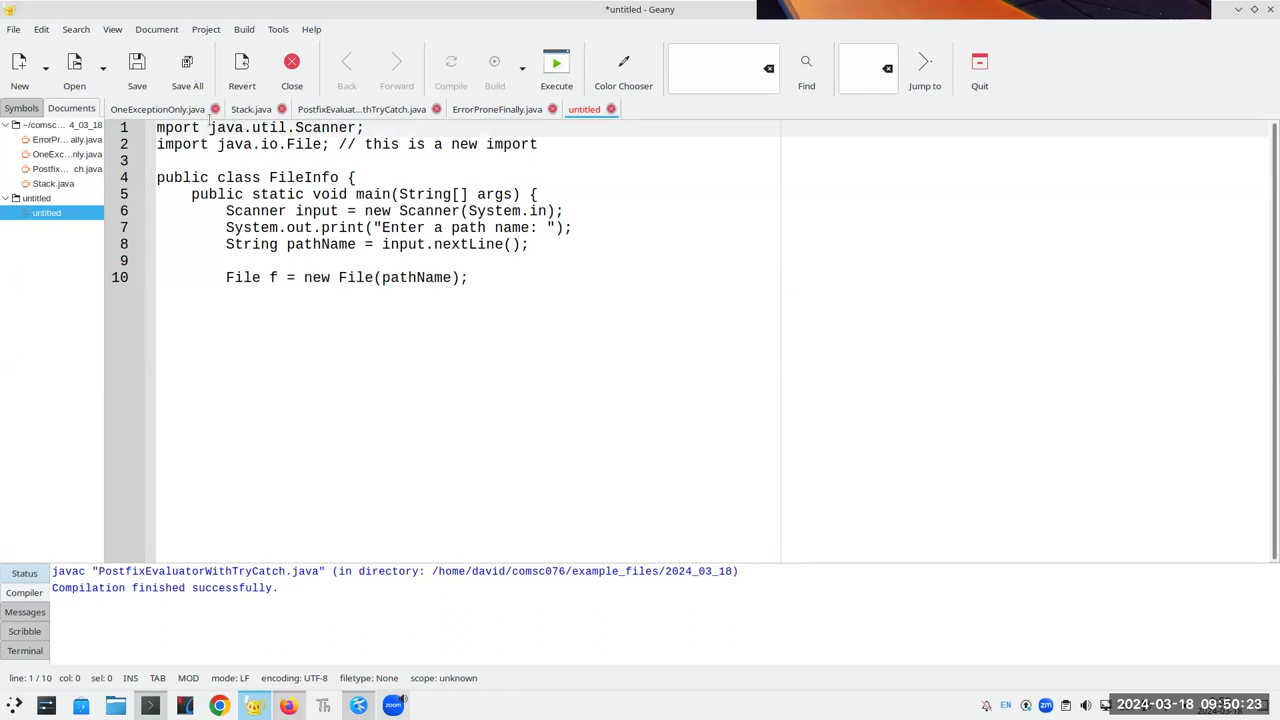 *untitled - Geany
File Edit Search View Document Project Build Tools Help
New Open Save Save All Revert Close Back Forward Compile Build Execute Color Chooser Find Jump to Quit
Symbols Documents OneExceptionOnly.java Stack.java PostfixEvaluat...thTryCatch.java ErrorProneFinally.java untitled
~/comsc... 4_03_18
ErrorPr... ally.java
OneExc...nly.java
Postfix... ch.java
Stack.java
untitled
untitled
1 mport java.util.Scanner;
2 import java.io.File; // this is a new import
3
4 public class FileInfo {
5 public static void main(String[] args) {
6 Scanner input = new Scanner(System.in);
7 System.out.print("Enter a path name: ");
8 String pathName = input.nextLine();
9
10 File f = new File(pathName);
Status
Compiler
Messages
Scribble
Terminal
javac "PostfixEvaluatorWithTryCatch.java" (in directory: /home/david/comsc076/example_files/2024_03_18)
Compilation finished successfully.
line: 1 / 10 col: 0 sel: 0 INS TAB MOD mode: LF encoding: UTF-8 filetype: None scope: unknown
Th zoom EN zm 2024-03-18 09:50:23